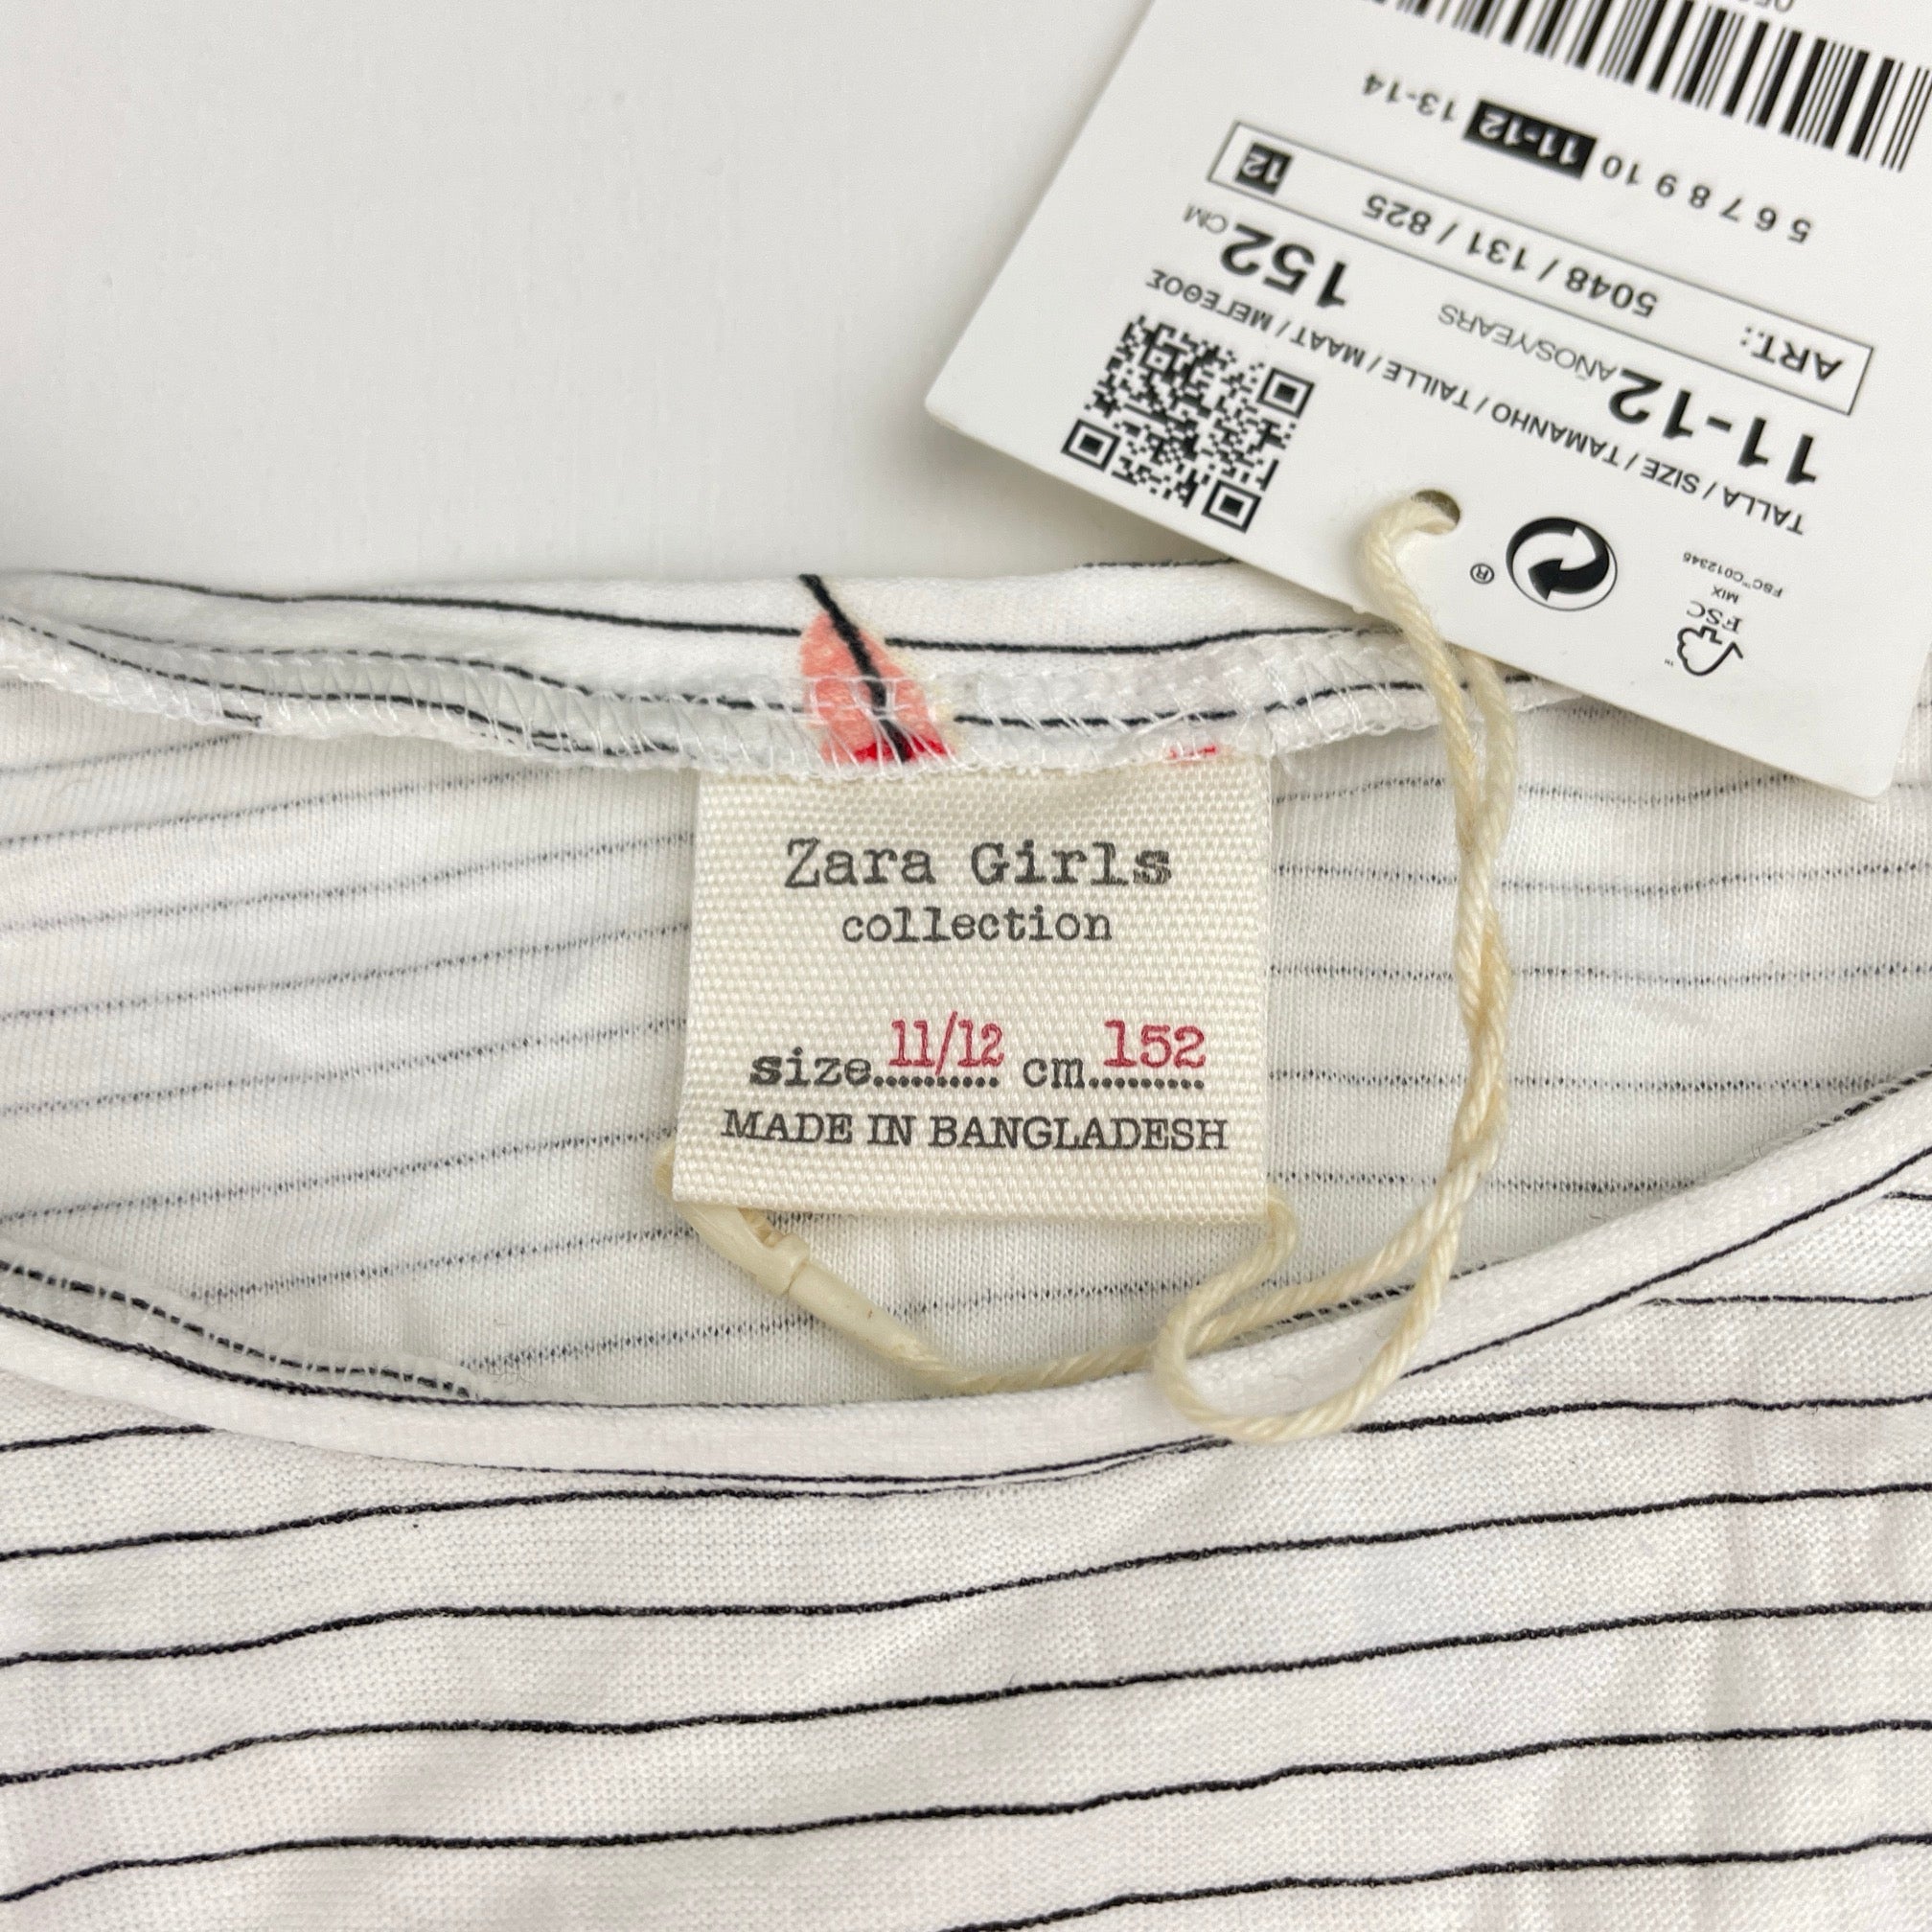 Zara Girls
collection
size 11/12 cm 152
MADE IN BANGLADESH
FSC
MIX
FSC™ C012345
®
TALLA / SIZE / TAMANHO / TAILLE / MAAT / ΜΕΓΕΘΟΣ
11-12 AÑOS/YEARS 152 CM
ART.: 5048 / 131 / 825 12
5 6 7 8 9 10 11-12 13-14